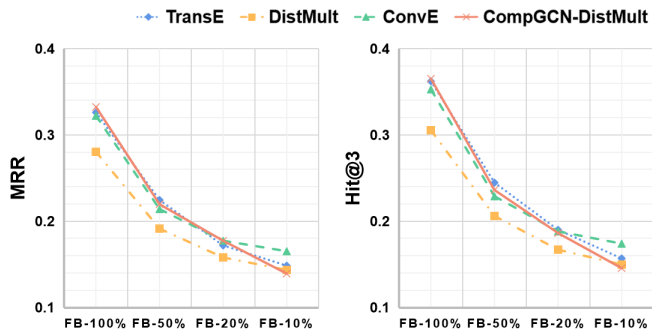 TransE DistMult ConvE CompGCN-DistMult
MRR
0.4
0.3
0.2
0.1
FB-100% FB-50% FB-20% FB-10%
Hit@3
0.4
0.3
0.2
0.1
FB-100% FB-50% FB-20% FB-10%